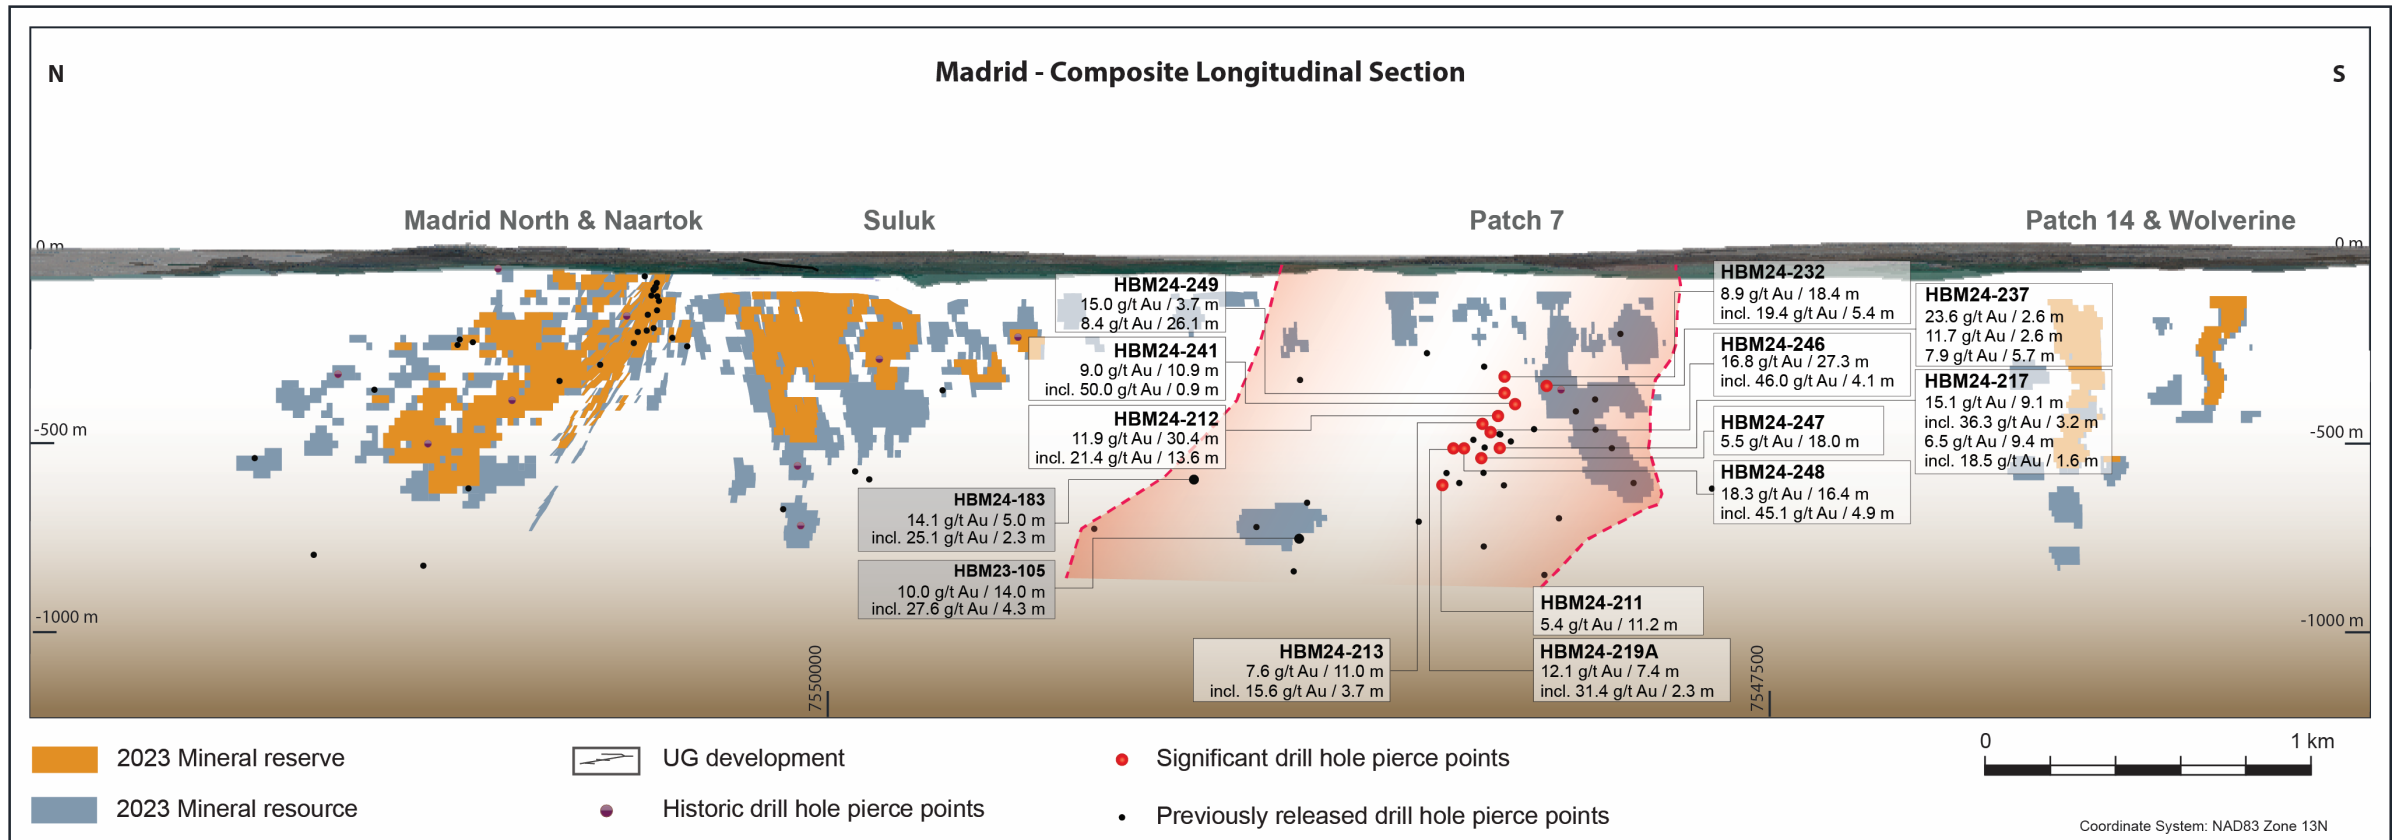 Madrid - Composite Longitudinal Section
N
S
Madrid North & Naartok
Suluk
Patch 7
Patch 14 & Wolverine
0 m
0 m
-500 m
-500 m
-1000 m
-1000 m
HBM24-249
15.0 g/t Au / 3.7 m
8.4 g/t Au / 26.1 m
HBM24-241
9.0 g/t Au / 10.9 m
incl. 50.0 g/t Au / 0.9 m
HBM24-212
11.9 g/t Au / 30.4 m
incl. 21.4 g/t Au / 13.6 m
HBM24-183
14.1 g/t Au / 5.0 m
incl. 25.1 g/t Au / 2.3 m
HBM23-105
10.0 g/t Au / 14.0 m
incl. 27.6 g/t Au / 4.3 m
HBM24-232
8.9 g/t Au / 18.4 m
incl. 19.4 g/t Au / 5.4 m
HBM24-246
16.8 g/t Au / 27.3 m
incl. 46.0 g/t Au / 4.1 m
HBM24-247
5.5 g/t Au / 18.0 m
HBM24-248
18.3 g/t Au / 16.4 m
incl. 45.1 g/t Au / 4.9 m
HBM24-237
23.6 g/t Au / 2.6 m
11.7 g/t Au / 2.6 m
7.9 g/t Au / 5.7 m
HBM24-217
15.1 g/t Au / 9.1 m
incl. 36.3 g/t Au / 3.2 m
6.5 g/t Au / 9.4 m
incl. 18.5 g/t Au / 1.6 m
HBM24-211
5.4 g/t Au / 11.2 m
HBM24-213
7.6 g/t Au / 11.0 m
incl. 15.6 g/t Au / 3.7 m
HBM24-219A
12.1 g/t Au / 7.4 m
incl. 31.4 g/t Au / 2.3 m
7550000
7547500
2023 Mineral reserve
2023 Mineral resource
UG development
Historic drill hole pierce points
Significant drill hole pierce points
Previously released drill hole pierce points
0
1 km
Coordinate System: NAD83 Zone 13N